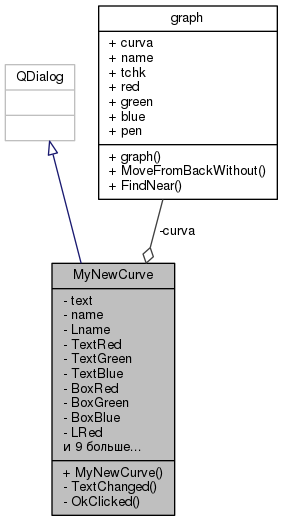 graph
+ curva
+ name
+ tchk
+ red
+ green
+ blue
+ pen
+ graph()
+ MoveFromBackWithout()
+ FindNear()
QDialog
-curva
MyNewCurve
- text
- name
- Lname
- TextRed
- TextGreen
- TextBlue
- BoxRed
- BoxGreen
- BoxBlue
- LRed
и 9 больше...
+ MyNewCurve()
- TextChanged()
- OkClicked()